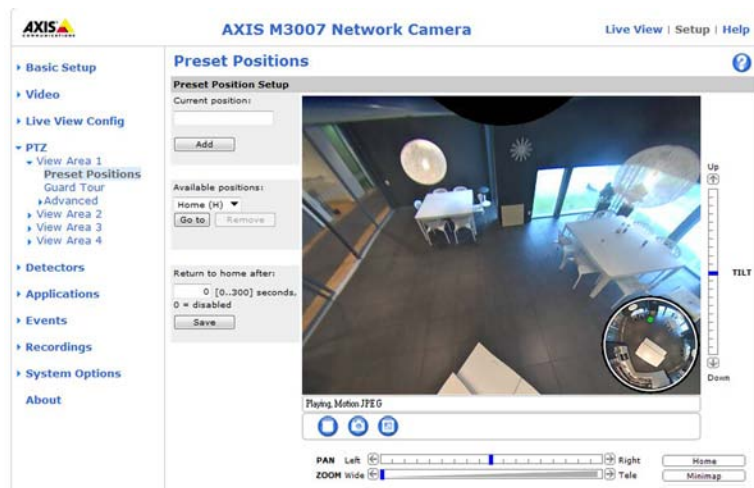 AXIS
COMMUNICATIONS
AXIS M3007 Network Camera
Live View | Setup | Help
Basic Setup
Video
Live View Config
PTZ
View Area 1
Preset Positions
Guard Tour
Advanced
View Area 2
View Area 3
View Area 4
Detectors
Applications
Events
Recordings
System Options
About
Preset Positions
?
Preset Position Setup
Current position:
Add
Available positions:
Home (H)
Go to
Remove
Return to home after:
0 [0..300] seconds,
0 = disabled
Save
Up
TILT
Down
Playing, Motion JPEG
PAN Left
Right
Home
ZOOM Wide
Tele
Minimap